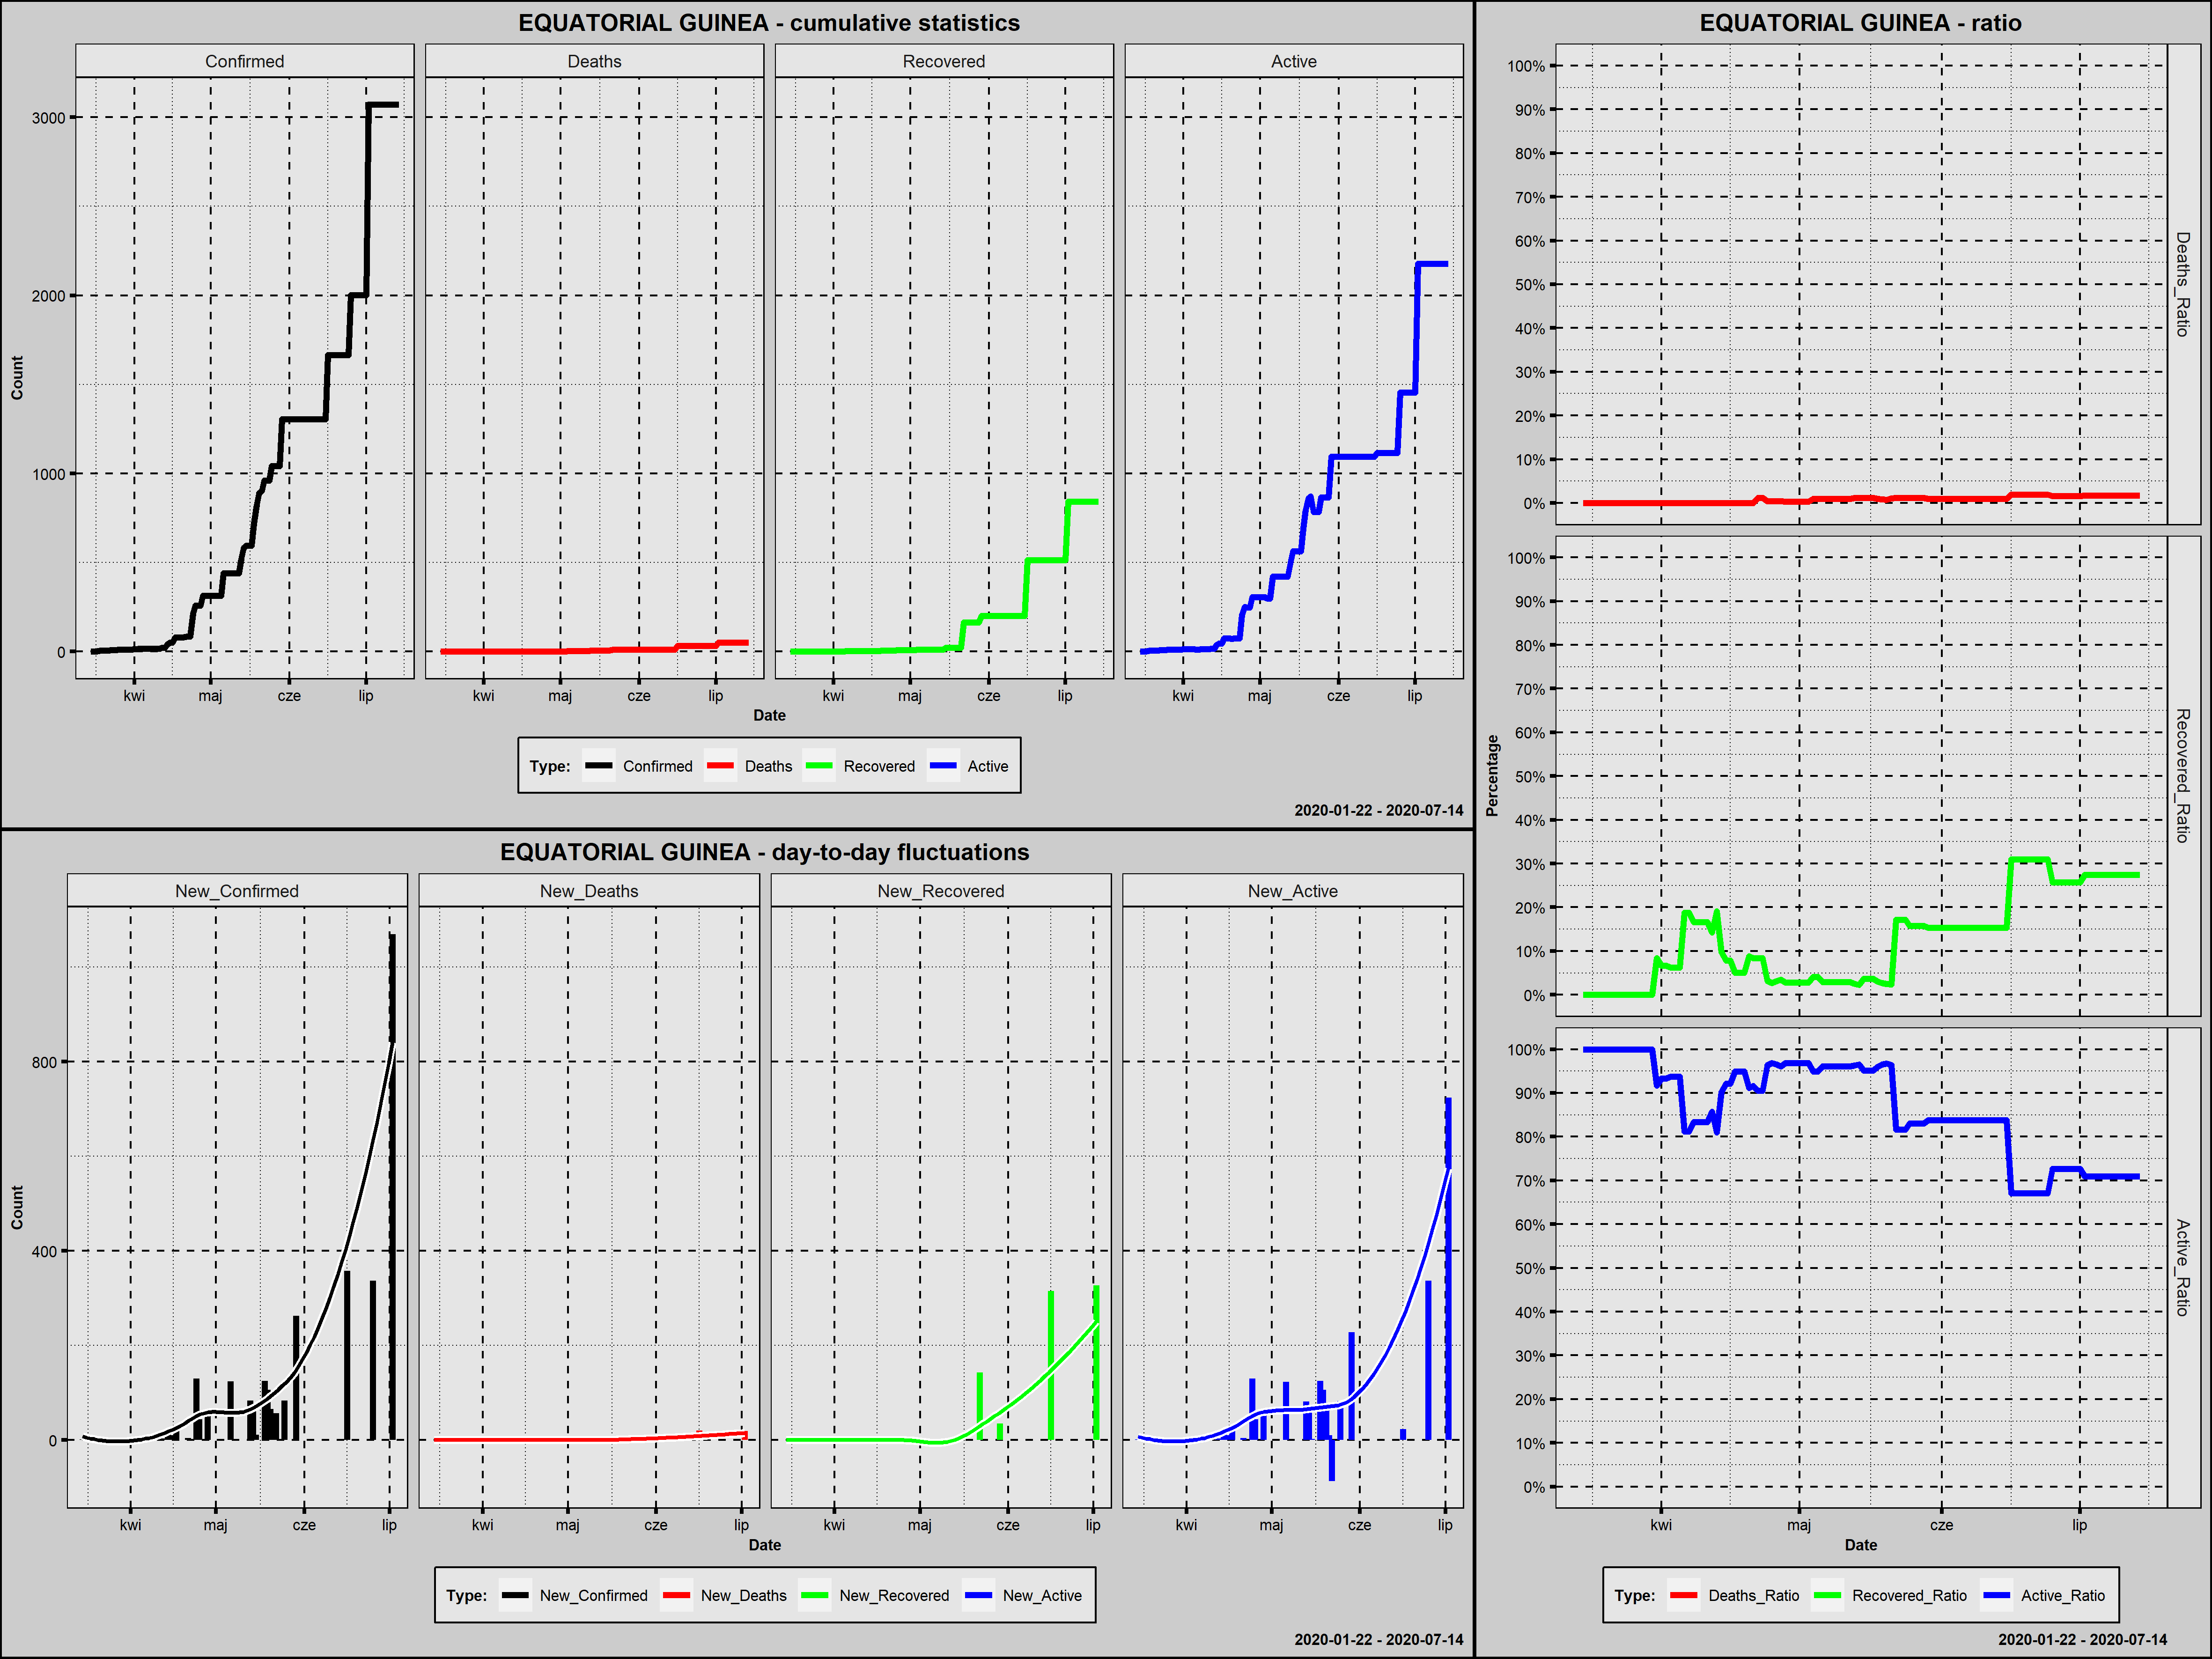 EQUATORIAL GUINEA - cumulative statistics
Confirmed Deaths Recovered Active
3000
2000
1000
0
Count
kwi maj cze lip kwi maj cze lip kwi maj cze lip kwi maj cze lip
Date
Type: Confirmed Deaths Recovered Active
2020-01-22 - 2020-07-14
EQUATORIAL GUINEA - day-to-day fluctuations
New_Confirmed New_Deaths New_Recovered New_Active
800
400
0
Count
kwi maj cze lip kwi maj cze lip kwi maj cze lip kwi maj cze lip
Date
Type: New_Confirmed New_Deaths New_Recovered New_Active
2020-01-22 - 2020-07-14
EQUATORIAL GUINEA - ratio
100%
90%
80%
70%
60%
50%
40%
30%
20%
10%
0%
Deaths_Ratio
100%
90%
80%
70%
60%
50%
40%
30%
20%
10%
0%
Recovered_Ratio
Percentage
100%
90%
80%
70%
60%
50%
40%
30%
20%
10%
0%
Active_Ratio
kwi maj cze lip
Date
Type: Deaths_Ratio Recovered_Ratio Active_Ratio
2020-01-22 - 2020-07-14